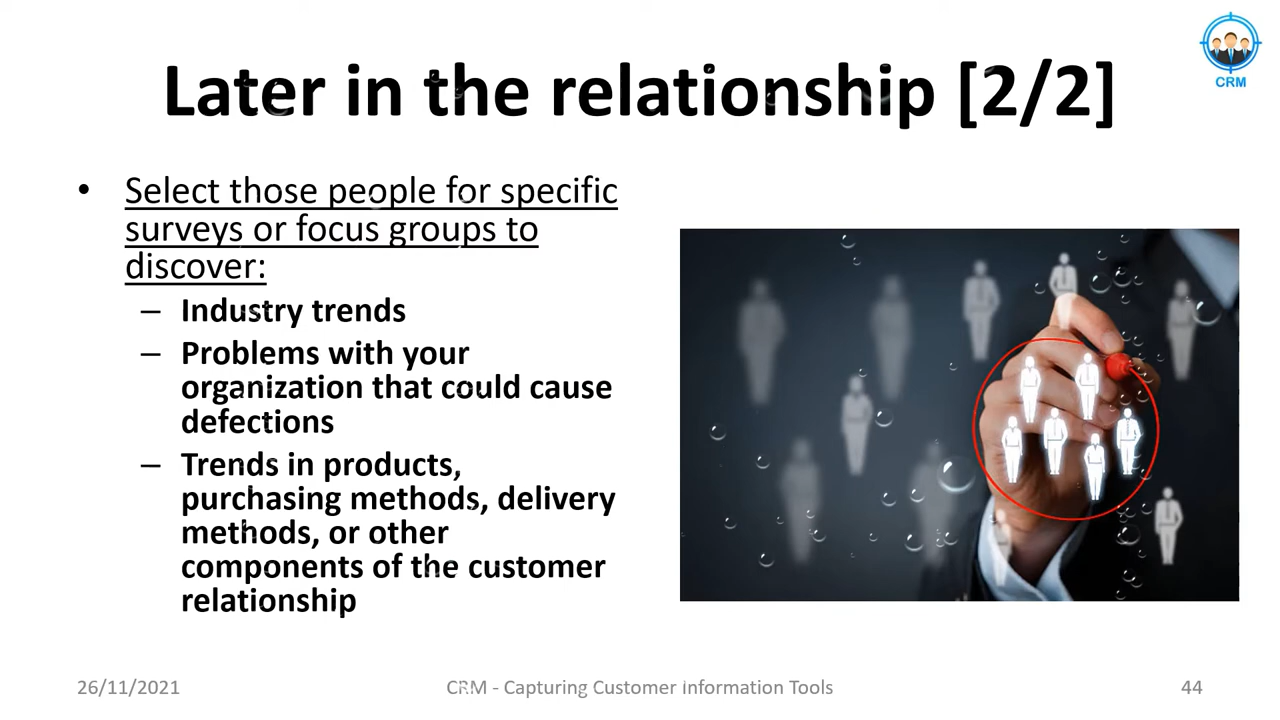 CRM
Later in the relationship [2/2]
• Select those people for specific
surveys or focus groups to
discover:
– Industry trends
– Problems with your
organization that could cause
defections
– Trends in products,
purchasing methods, delivery
methods, or other
components of the customer
relationship
26/11/2021
CRM - Capturing Customer Information Tools
44